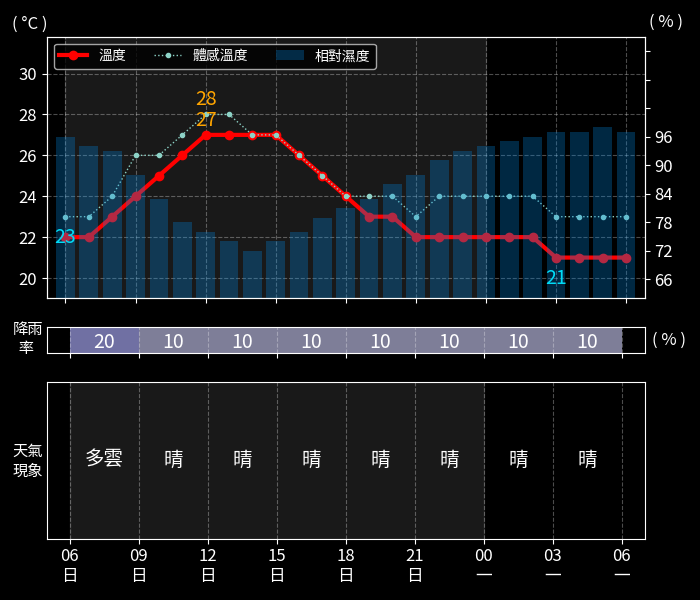 ( °C )
( % )
溫度
體感溫度
相對濕度
30
28
26
24
22
20
28
27
23
21
96
90
84
78
72
66
降雨
率
20 10 10 10 10 10 10 10
( % )
天氣
現象
多雲 晴 晴 晴 晴 晴 晴 晴
06 09 12 15 18 21 00 03 06
日 日 日 日 日 日 一 一 一